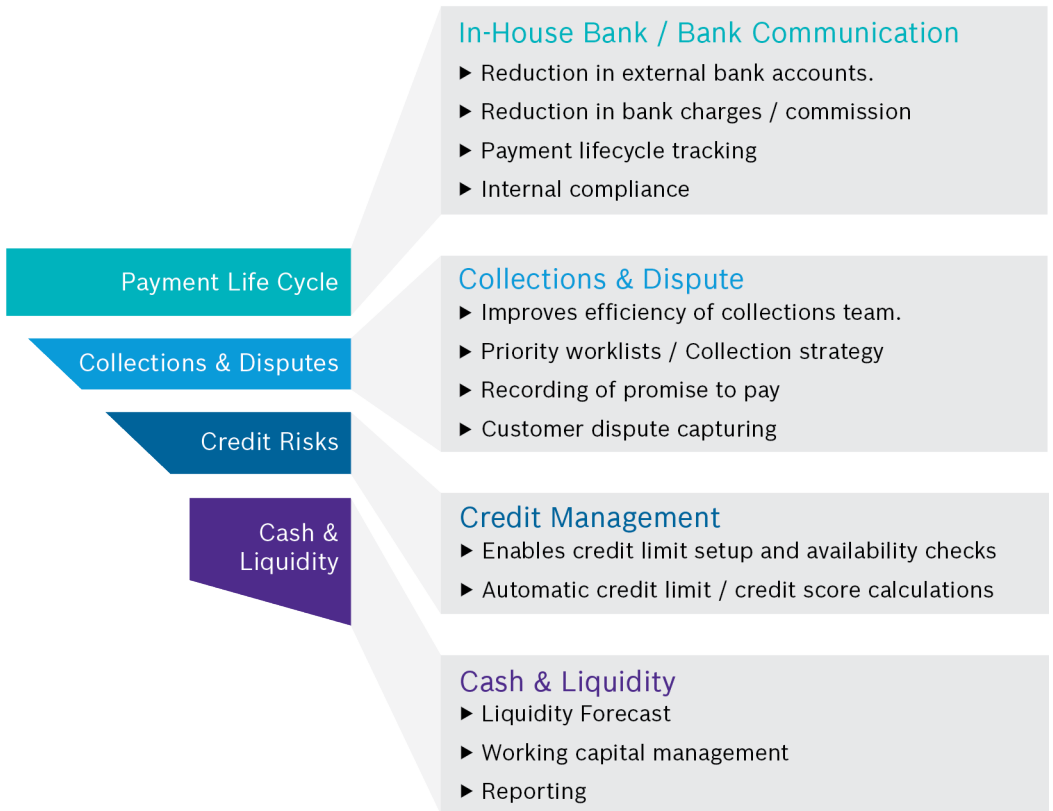 In-House Bank / Bank Communication
▶ Reduction in external bank accounts.
▶ Reduction in bank charges / commission
▶ Payment lifecycle tracking
▶ Internal compliance
Payment Life Cycle
Collections & Disputes
Credit Risks
Cash &
Liquidity
Collections & Dispute
▶ Improves efficiency of collections team.
▶ Priority worklists / Collection strategy
▶ Recording of promise to pay
▶ Customer dispute capturing
Credit Management
▶ Enables credit limit setup and availability checks
▶ Automatic credit limit / credit score calculations
Cash & Liquidity
▶ Liquidity Forecast
▶ Working capital management
▶ Reporting